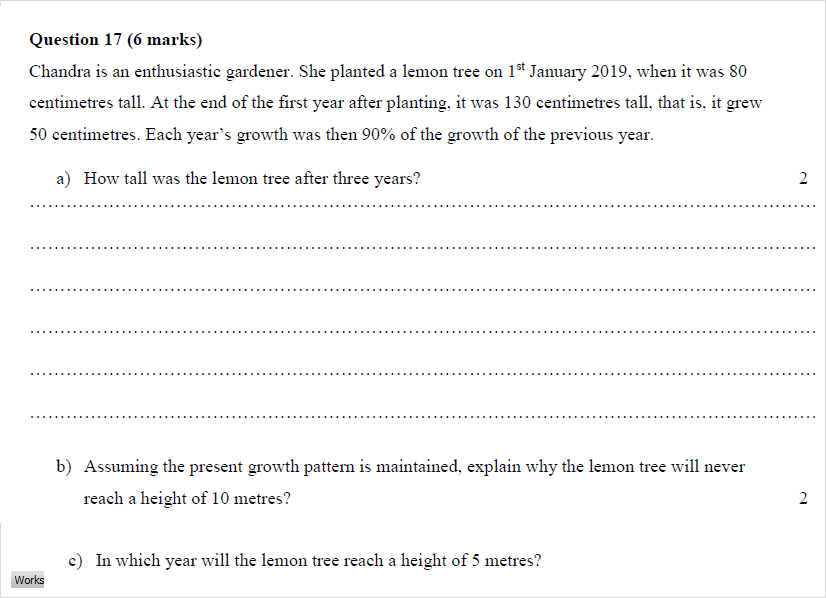 Question 17 (6 marks)
Chandra is an enthusiastic gardener. She planted a lemon tree on 1st January 2019, when it was 80
centimetres tall. At the end of the first year after planting, it was 130 centimetres tall, that is, it grew
50 centimetres. Each year’s growth was then 90% of the growth of the previous year.
a) How tall was the lemon tree after three years? 2
b) Assuming the present growth pattern is maintained, explain why the lemon tree will never
reach a height of 10 metres? 2
c) In which year will the lemon tree reach a height of 5 metres?
Works